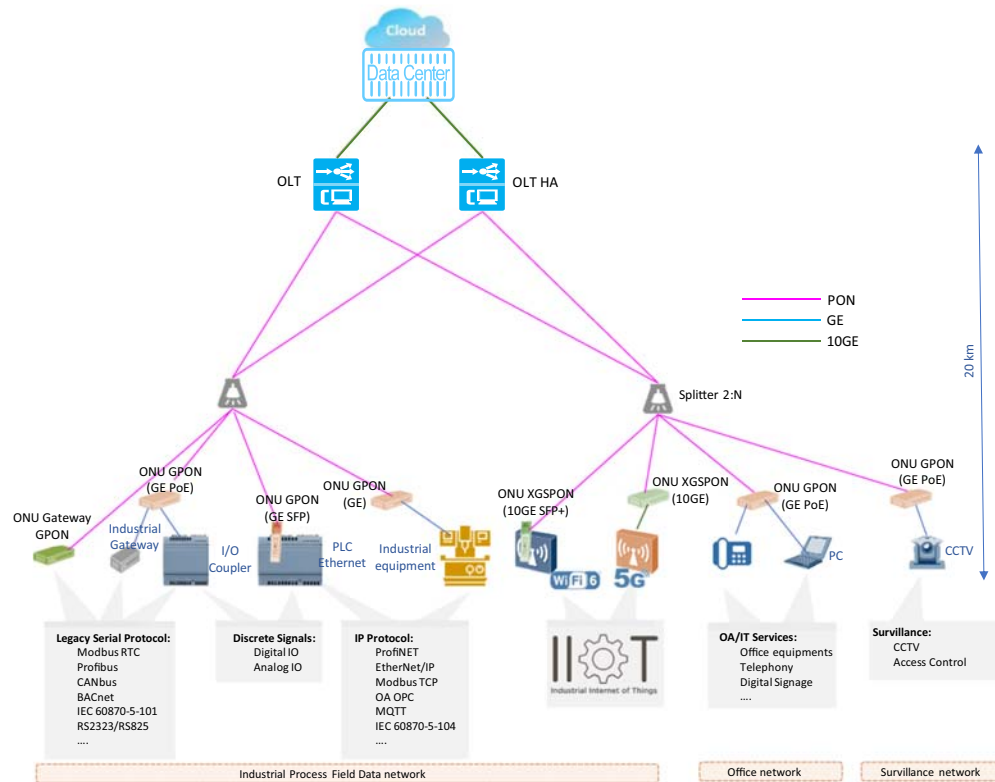 Cloud
Data Center
OLT
OLT HA
PON
GE
10GE
20 km
Splitter 2:N
ONU Gateway
GPON
ONU GPON
(GE PoE)
Industrial
Gateway
I/O
Coupler
ONU GPON
(GE SFP)
PLC
Ethernet
ONU GPON
(GE)
Industrial
equipment
ONU XGSPON
(10GE SFP+)
WiFi 6
ONU XGSPON
(10GE)
5G
ONU GPON
(GE PoE)
PC
ONU GPON
(GE PoE)
CCTV
Legacy Serial Protocol:
Modbus RTC
Profibus
CANbus
BACnet
IEC 60870-5-101
RS2323/RS825
....
Discrete Signals:
Digital IO
Analog IO
IP Protocol:
ProfiNET
EtherNet/IP
Modbus TCP
OA OPC
MQTT
IEC 60870-5-104
....
IIOT
Industrial Internet of Things
OA/IT Services:
Office equipments
Telephony
Digital Signage
....
Survillance:
CCTV
Access Control
Industrial Process Field Data network
Office network
Survillance network